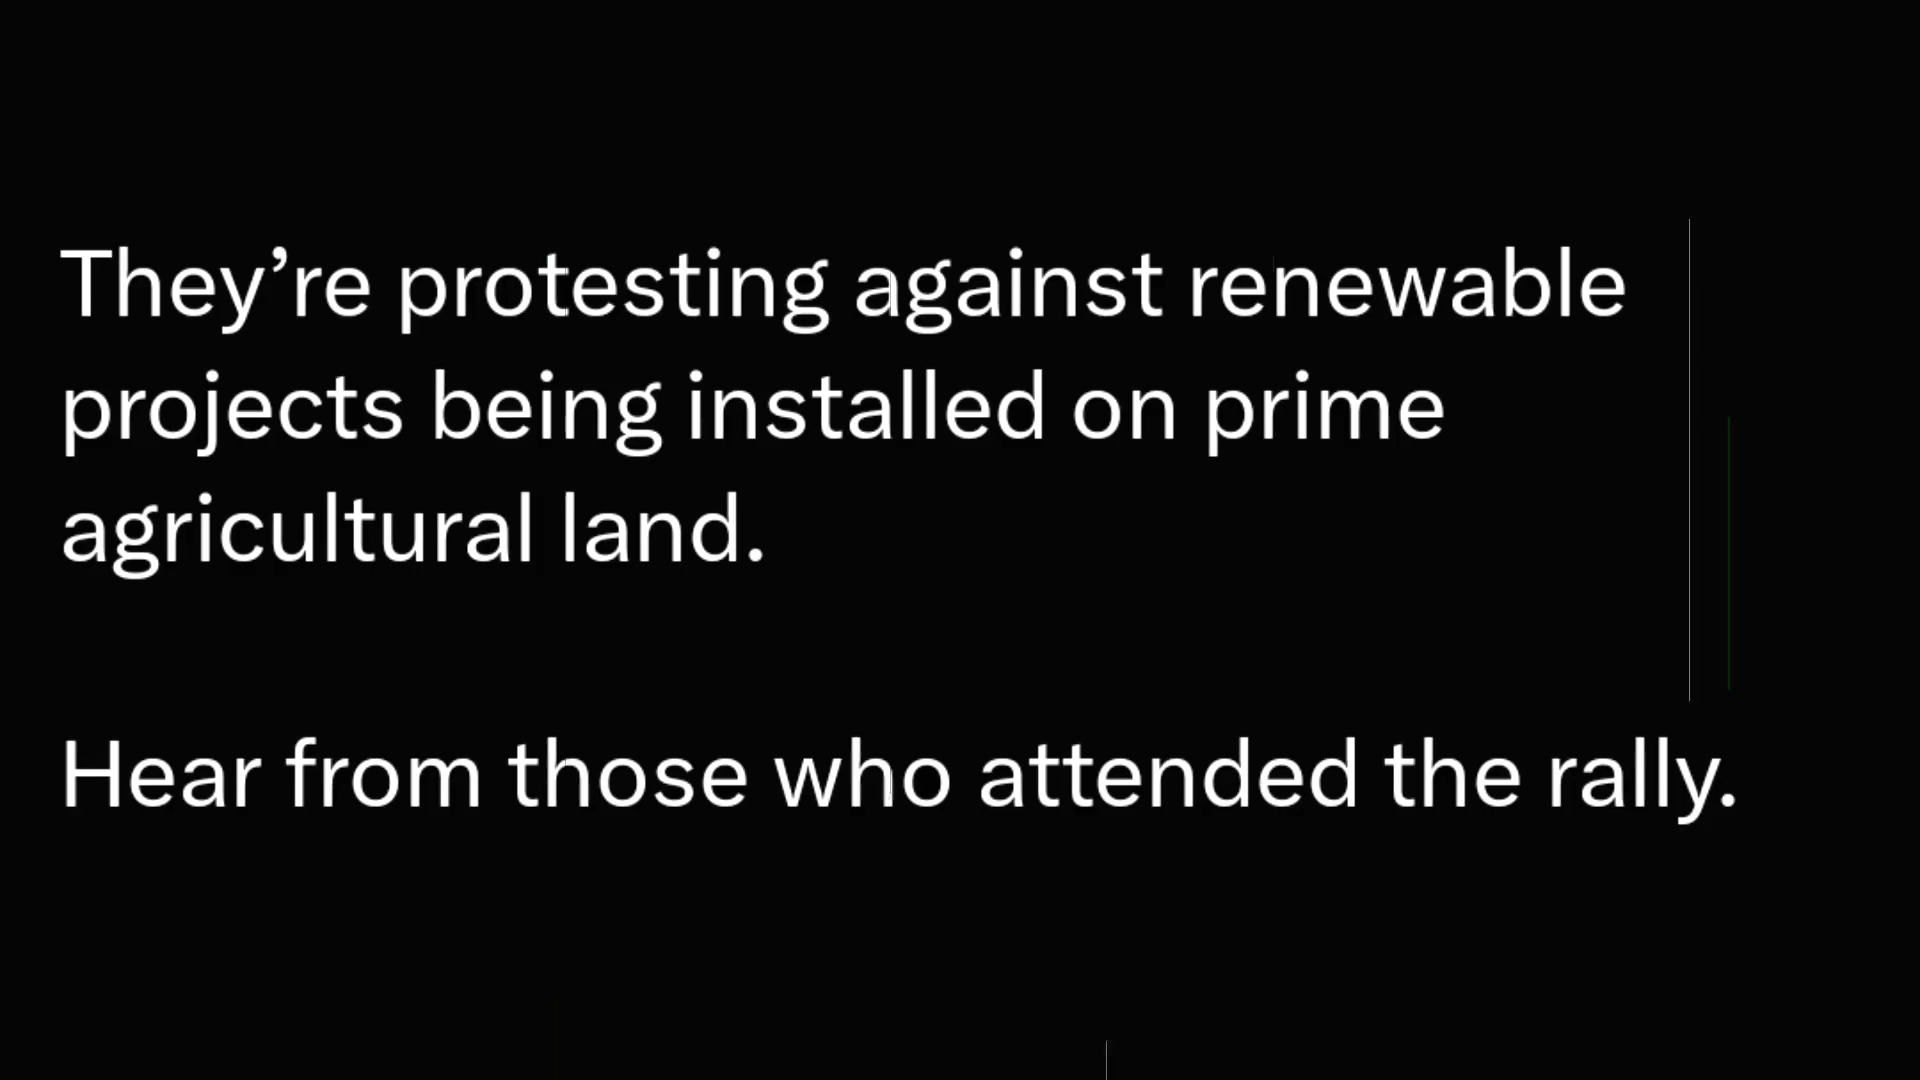 They’re protesting against renewable
projects being installed on prime
agricultural land.
Hear from those who attended the rally.